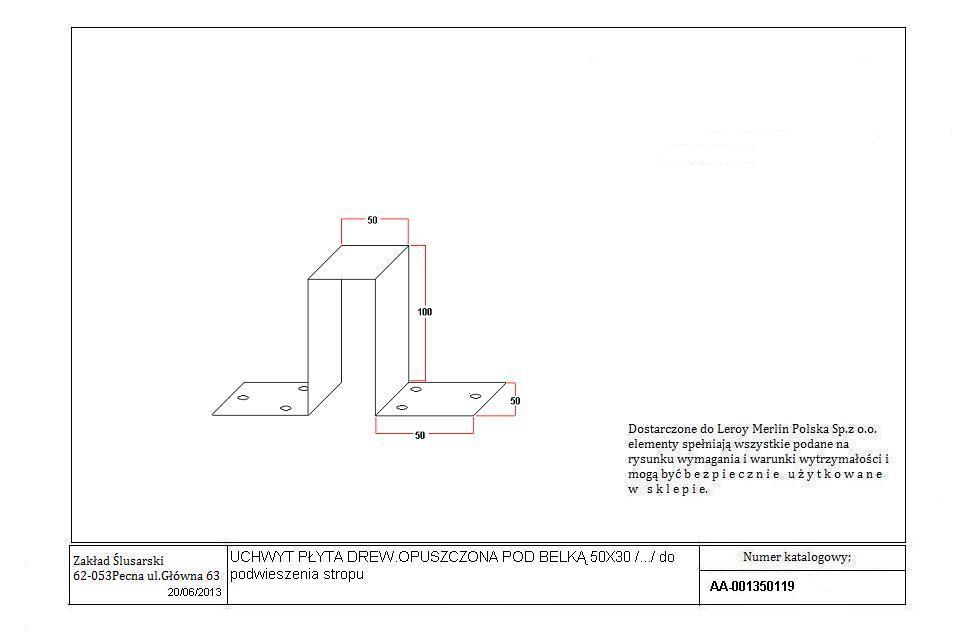 50
100
50
50
Dostarczone do Leroy Merlin Polska Sp.z o.o.
elementy spełniają wszystkie podane na
rysunku wymagania i warunki wytrzymałości i
mogą być b e z p i e c z n i e u ż y t k o w a n e
w s k l e p i e.
Zakład Ślusarski
62-053Pecna ul.Główna 63
20/06/2013
UCHWYT PŁYTA DREW.OPUSZCZONA POD BELKĄ 50X30 /.../ do
podwieszenia stropu
Numer katalogowy;
AA-001350119